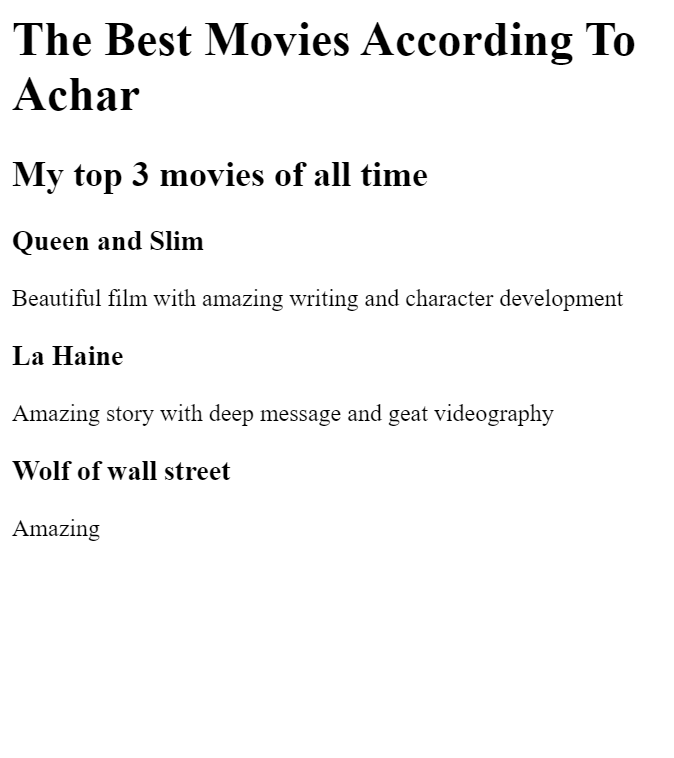 The Best Movies According To
Achar
My top 3 movies of all time
Queen and Slim
Beautiful film with amazing writing and character development
La Haine
Amazing story with deep message and geat videography
Wolf of wall street
Amazing